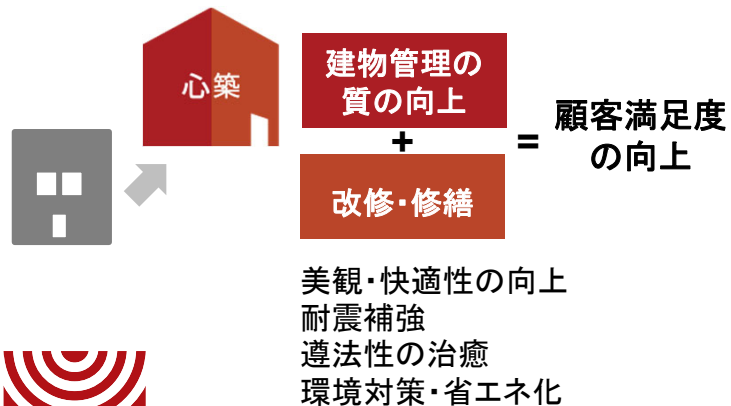 心築
建物管理の
質の向上
+
改修・修繕
=
顧客満足度
の向上
美観・快適性の向上
耐震補強
遵法性の治癒
環境対策・省エネ化